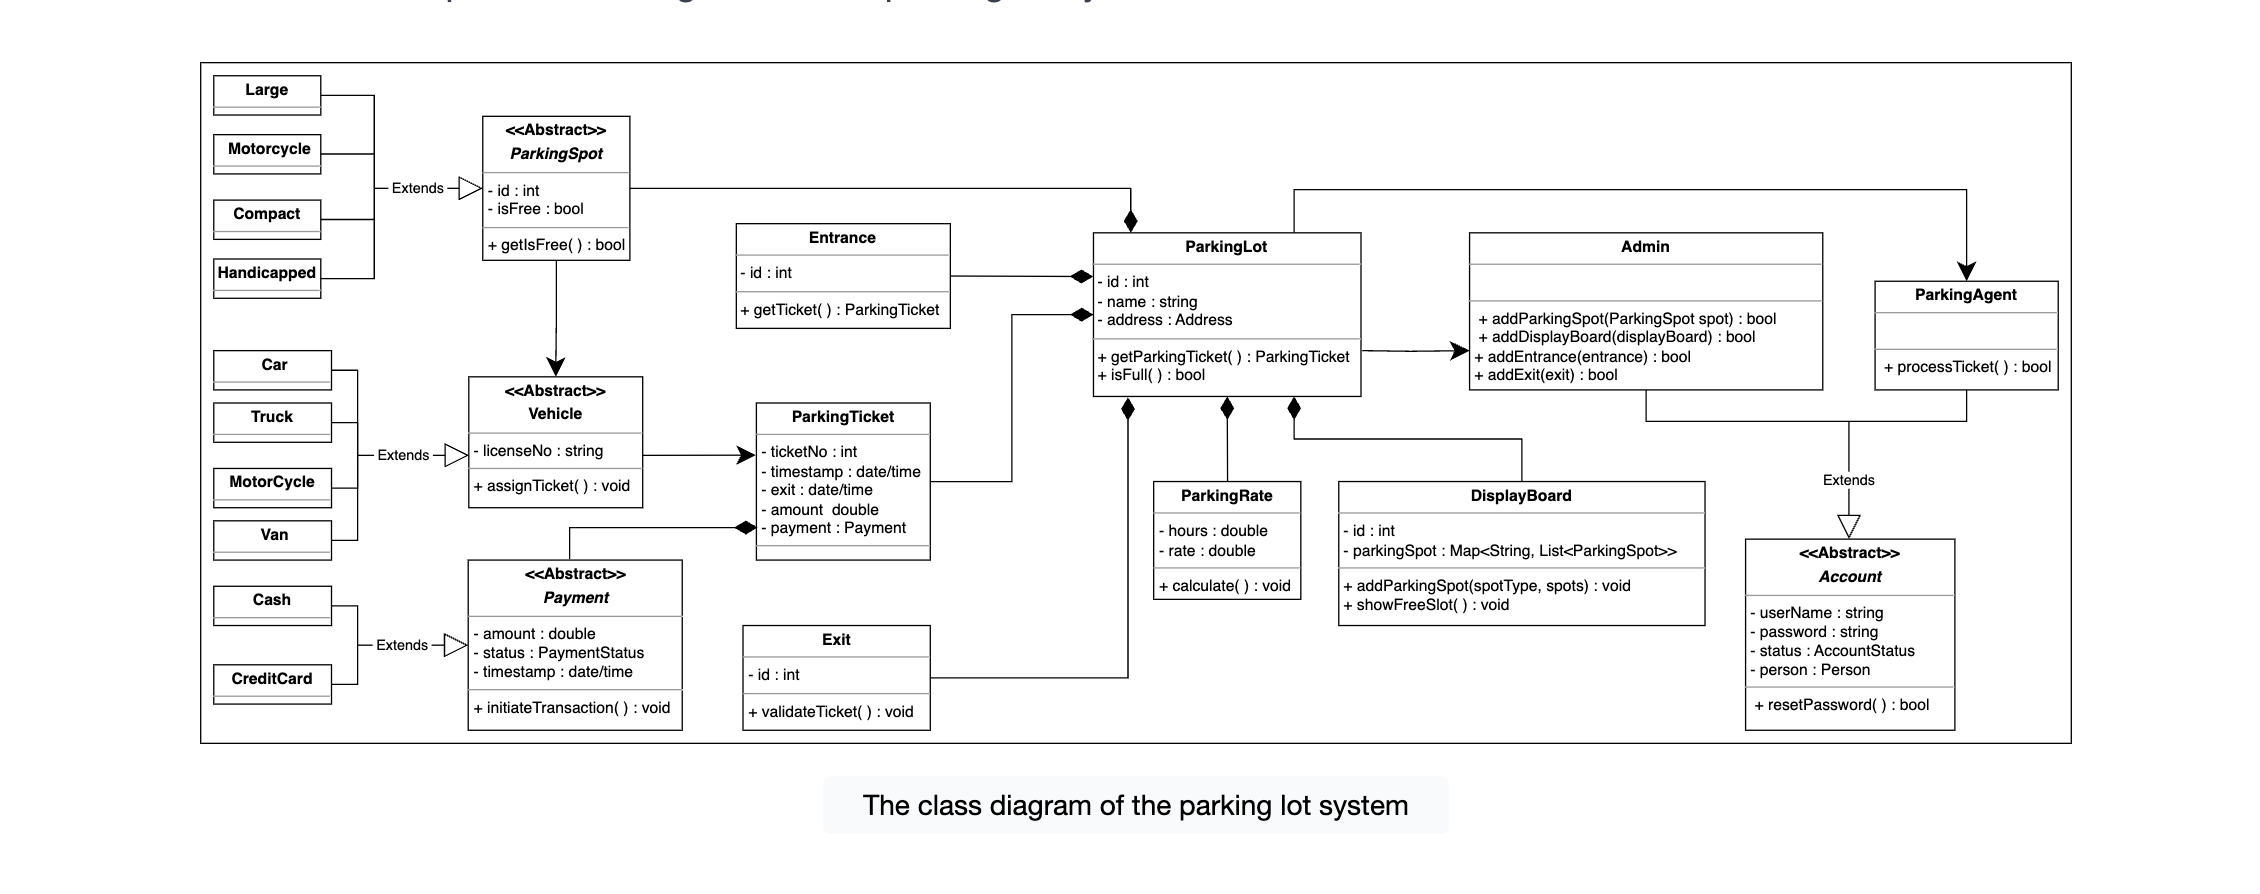 Large
Motorcycle
Compact
Handicapped
Extends
<<Abstract>>
ParkingSpot
- id : int
- isFree : bool
+ getIsFree( ) : bool
Entrance
- id : int
+ getTicket( ) : ParkingTicket
ParkingLot
- id : int
- name : string
- address : Address
+ getParkingTicket( ) : ParkingTicket
+ isFull( ) : bool
Admin
+ addParkingSpot(ParkingSpot spot) : bool
+ addDisplayBoard(displayBoard) : bool
+ addEntrance(entrance) : bool
+ addExit(exit) : bool
ParkingAgent
+ processTicket( ) : bool
Car
Truck
MotorCycle
Van
Extends
<<Abstract>>
Vehicle
- licenseNo : string
+ assignTicket( ) : void
ParkingTicket
- ticketNo : int
- timestamp : date/time
- exit : date/time
- amount  double
- payment : Payment
ParkingRate
- hours : double
- rate : double
+ calculate( ) : void
DisplayBoard
- id : int
- parkingSpot : Map<String, List<ParkingSpot>>
+ addParkingSpot(spotType, spots) : void
+ showFreeSlot( ) : void
Extends
<<Abstract>>
Account
- userName : string
- password : string
- status : AccountStatus
- person : Person
+ resetPassword( ) : bool
Cash
CreditCard
Extends
<<Abstract>>
Payment
- amount : double
- status : PaymentStatus
- timestamp : date/time
+ initiateTransaction( ) : void
Exit
- id : int
+ validateTicket( ) : void
The class diagram of the parking lot system